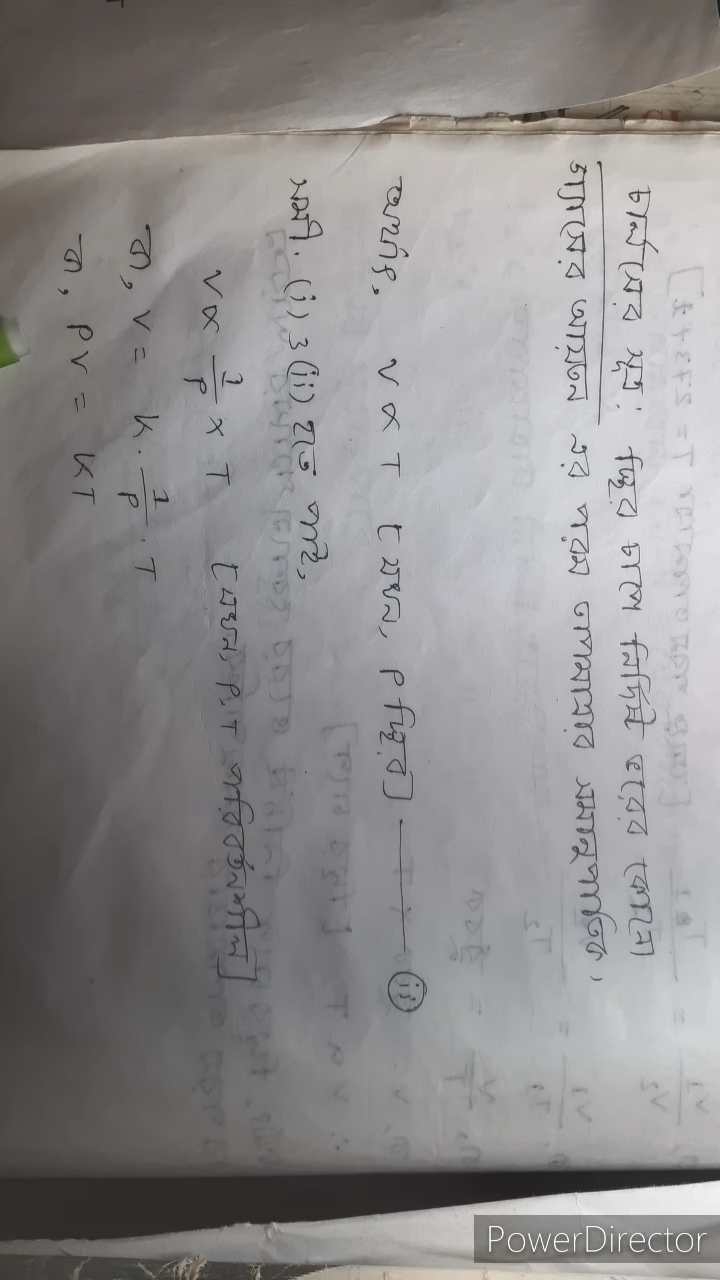 চার্লসের সূত্র: স্থির চাপে নির্দিষ্ট ভরের কোনো
গ্যাসের আয়তন এর পরম তাপমাত্রার সমানুপাতিক,
অর্থাৎ, V ∝ T [যখন, P স্থির] —— (ii)
সমী. (i) ও (ii) হতে পাই,
V ∝ 1/P × T [যখন, P.T পরিবর্তনশীল]
বা, V = K. 1/P . T
বা, PV = KT
PowerDirector